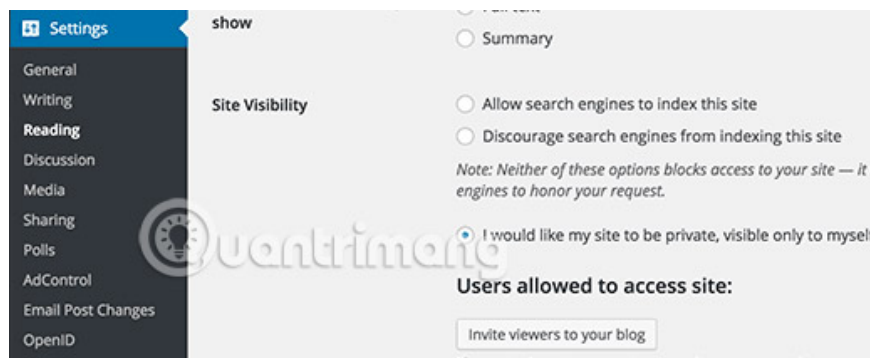 Settings
General
Writing
Reading
Discussion
Media
Sharing
Polls
AdControl
Email Post Changes
OpenID
show
Summary
Site Visibility
Allow search engines to index this site
Discourage search engines from indexing this site
Note: Neither of these options blocks access to your site — it
engines to honor your request.
I would like my site to be private, visible only to myself
Users allowed to access site:
Invite viewers to your blog
Quantrimang